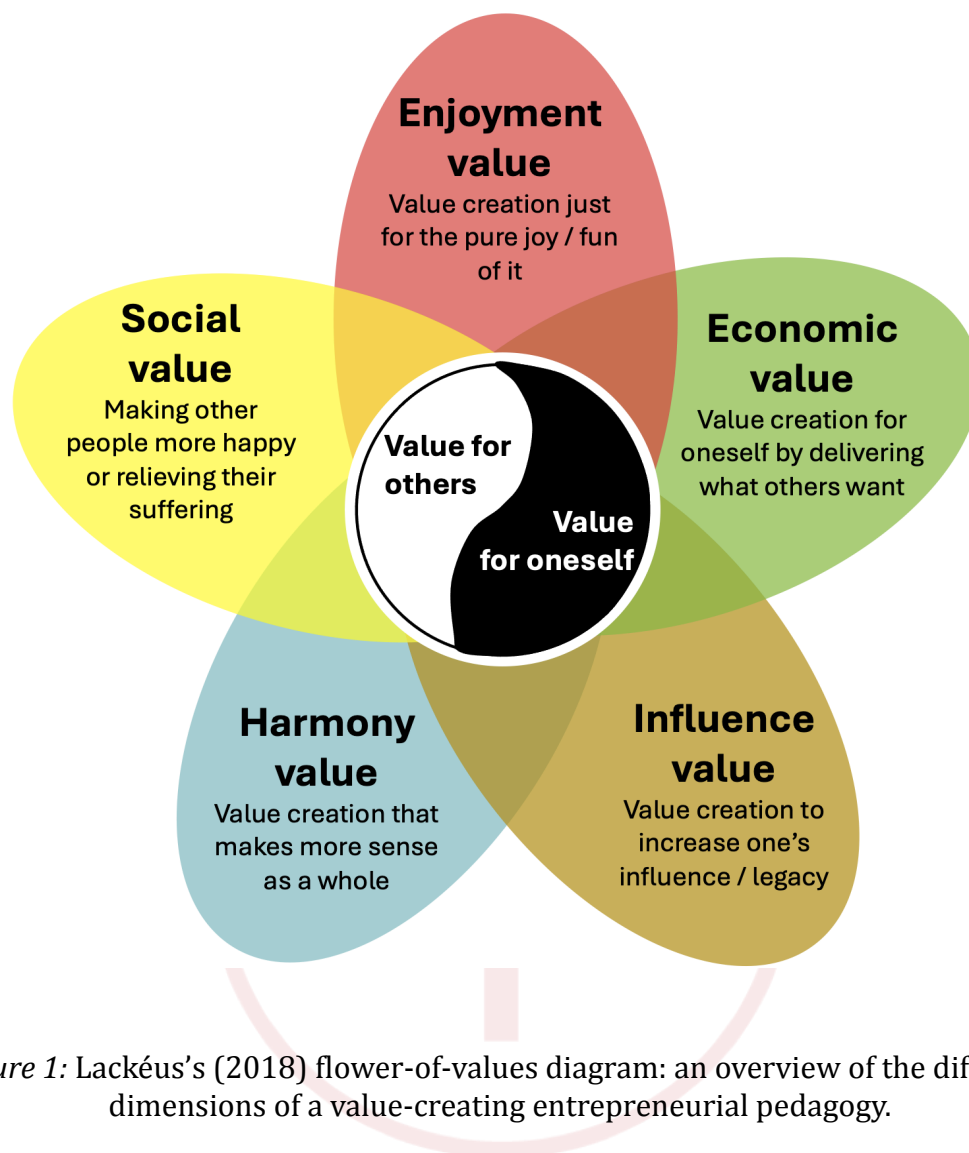 Enjoyment
value
Value creation just
for the pure joy / fun
of it
Social
value
Making other
people more happy
or relieving their
suffering
Economic
value
Value creation for
oneself by delivering
what others want
Value for
others
Value
for oneself
Harmony
value
Value creation that
makes more sense
as a whole
Influence
value
Value creation to
increase one’s
influence / legacy
1: Lackéus’s (2018) flower-of-values diagram: an overview of the
dimensions of a value-creating entrepreneurial pedagogy.